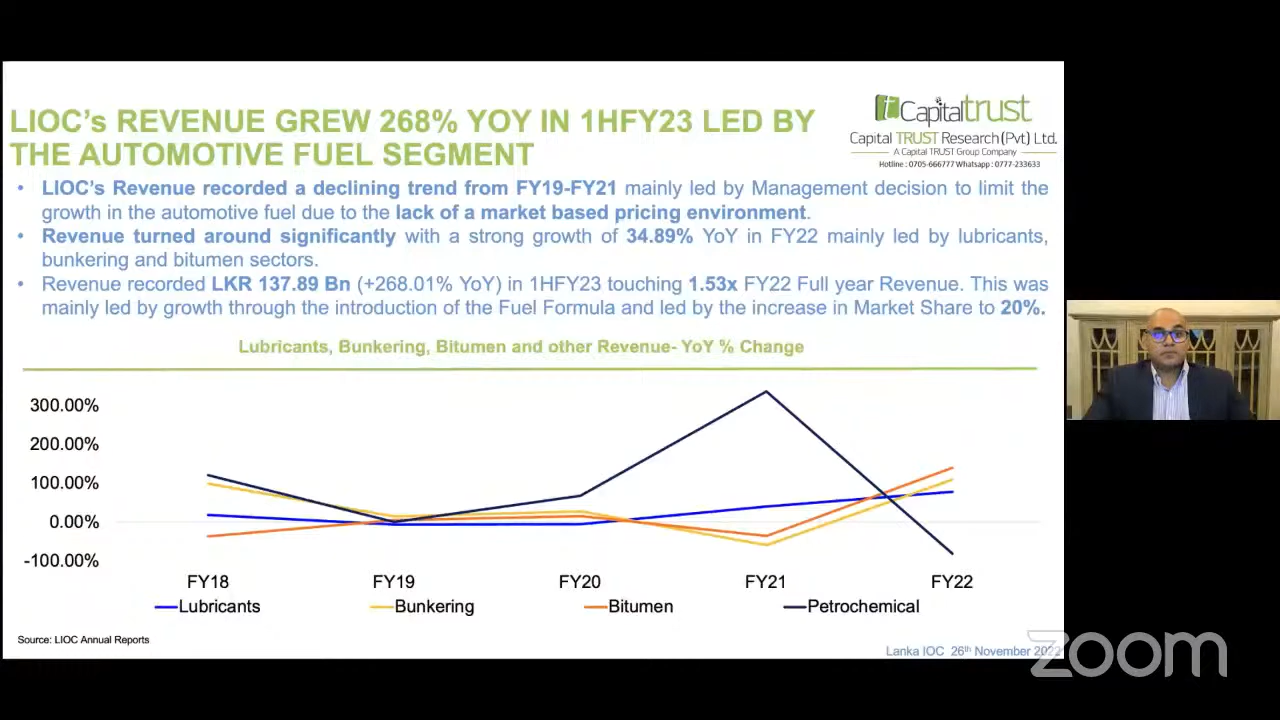 LIOC's REVENUE GREW 268% YOY IN 1HFY23 LED BY
THE AUTOMOTIVE FUEL SEGMENT
Capitaltrust
Capital TRUST Research (Pvt) Ltd.
A Capital TRUST Group Company
Hotline : 0705-666777 Whatsapp : 0777-233633
• LIOC's Revenue recorded a declining trend from FY19-FY21 mainly led by Management decision to limit the
growth in the automotive fuel due to the lack of a market based pricing environment.
• Revenue turned around significantly with a strong growth of 34.89% YoY in FY22 mainly led by lubricants,
bunkering and bitumen sectors.
• Revenue recorded LKR 137.89 Bn (+268.01% YoY) in 1HFY23 touching 1.53x FY22 Full year Revenue. This was
mainly led by growth through the introduction of the Fuel Formula and led by the increase in Market Share to 20%.
Lubricants, Bunkering, Bitumen and other Revenue- YoY % Change
300.00%
200.00%
100.00%
0.00%
-100.00%
FY18 FY19 FY20 FY21 FY22
Lubricants Bunkering Bitumen Petrochemical
Source: LIOC Annual Reports
Lanka IOC 26th November 2022
zoom